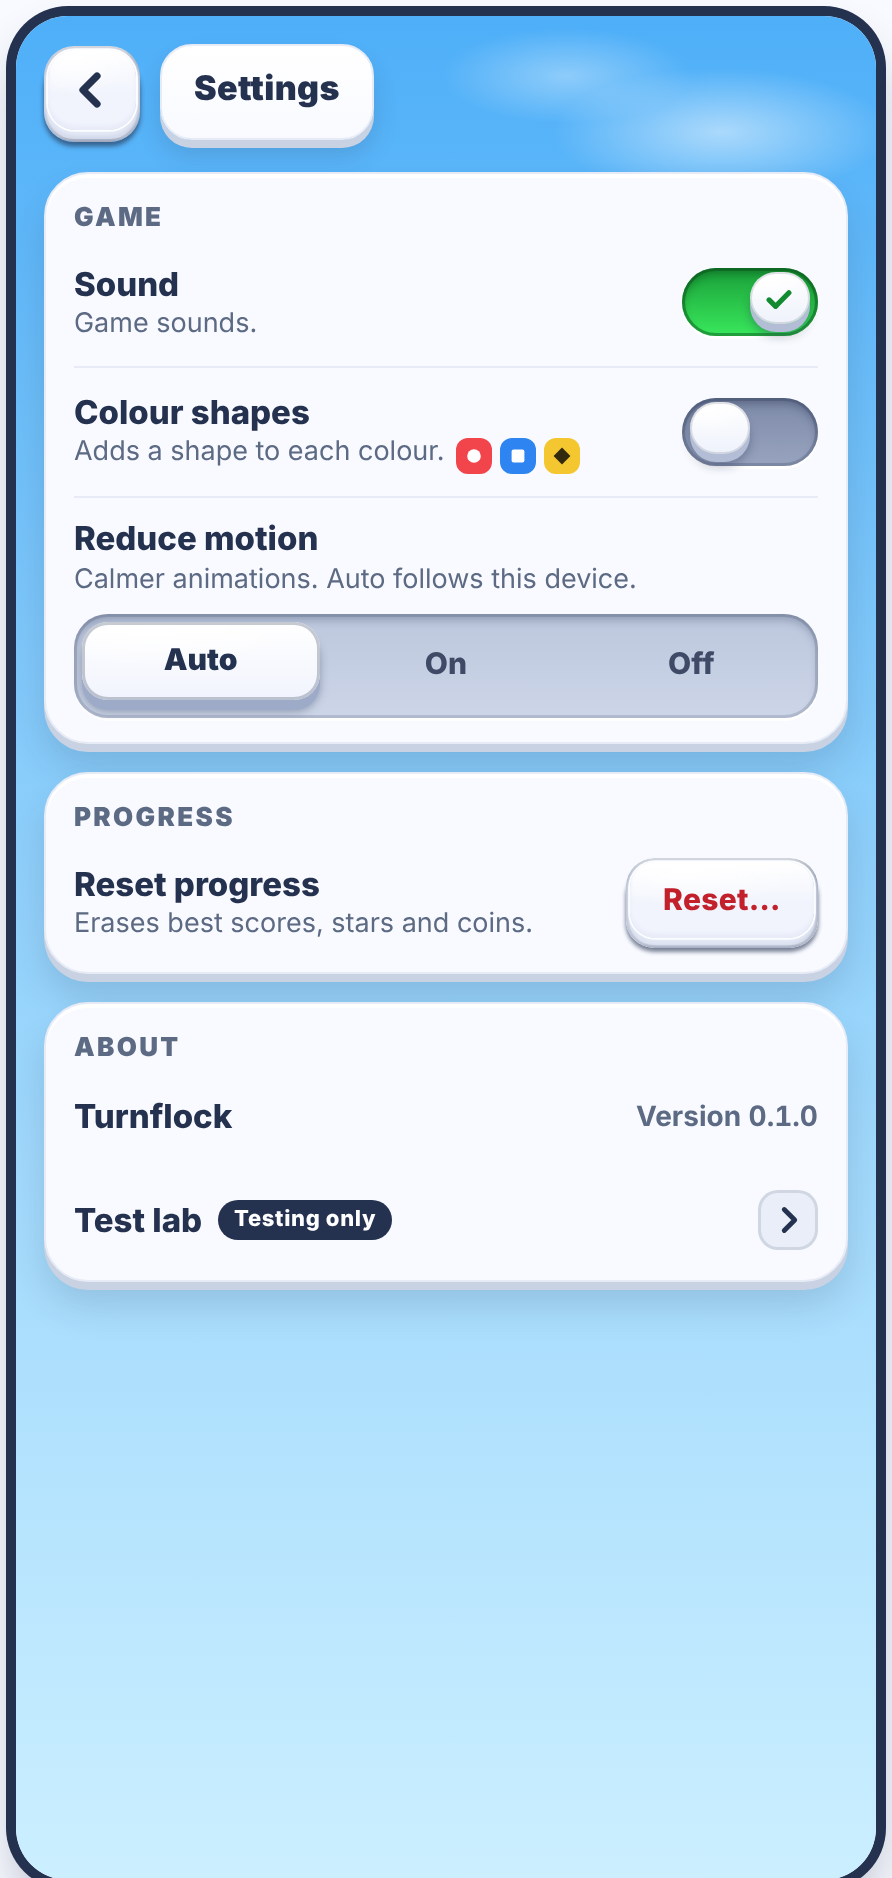 Settings
GAME
Sound
Game sounds.
Colour shapes
Adds a shape to each colour.
Reduce motion
Calmer animations. Auto follows this device.
Auto On Off
PROGRESS
Reset progress
Erases best scores, stars and coins.
Reset...
ABOUT
Turnflock Version 0.1.0
Test lab Testing only